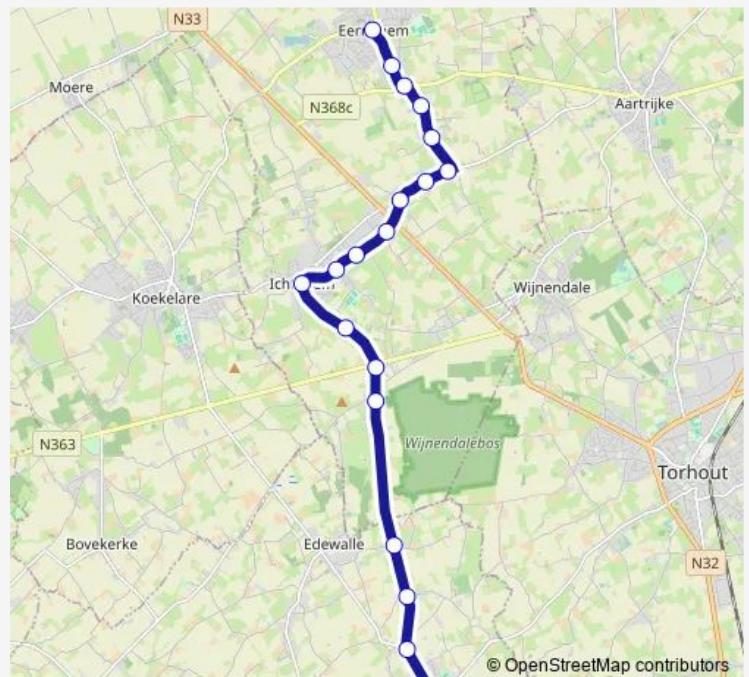 N33
Moere
N368c
Aartrijke
Koekelare
Wijnendale
N363
Wijnendalebos
Torhout
Bovekerke
Edewalle
N32
© OpenStreetMap contributors